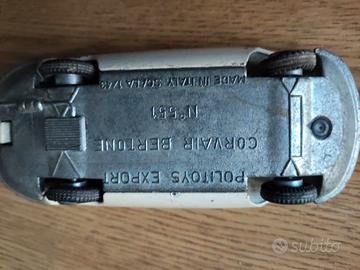 POLITOYS EXPORT
CORVAIR BERTONE
N° 551
MADE IN ITALY SCALA 1/43
subito